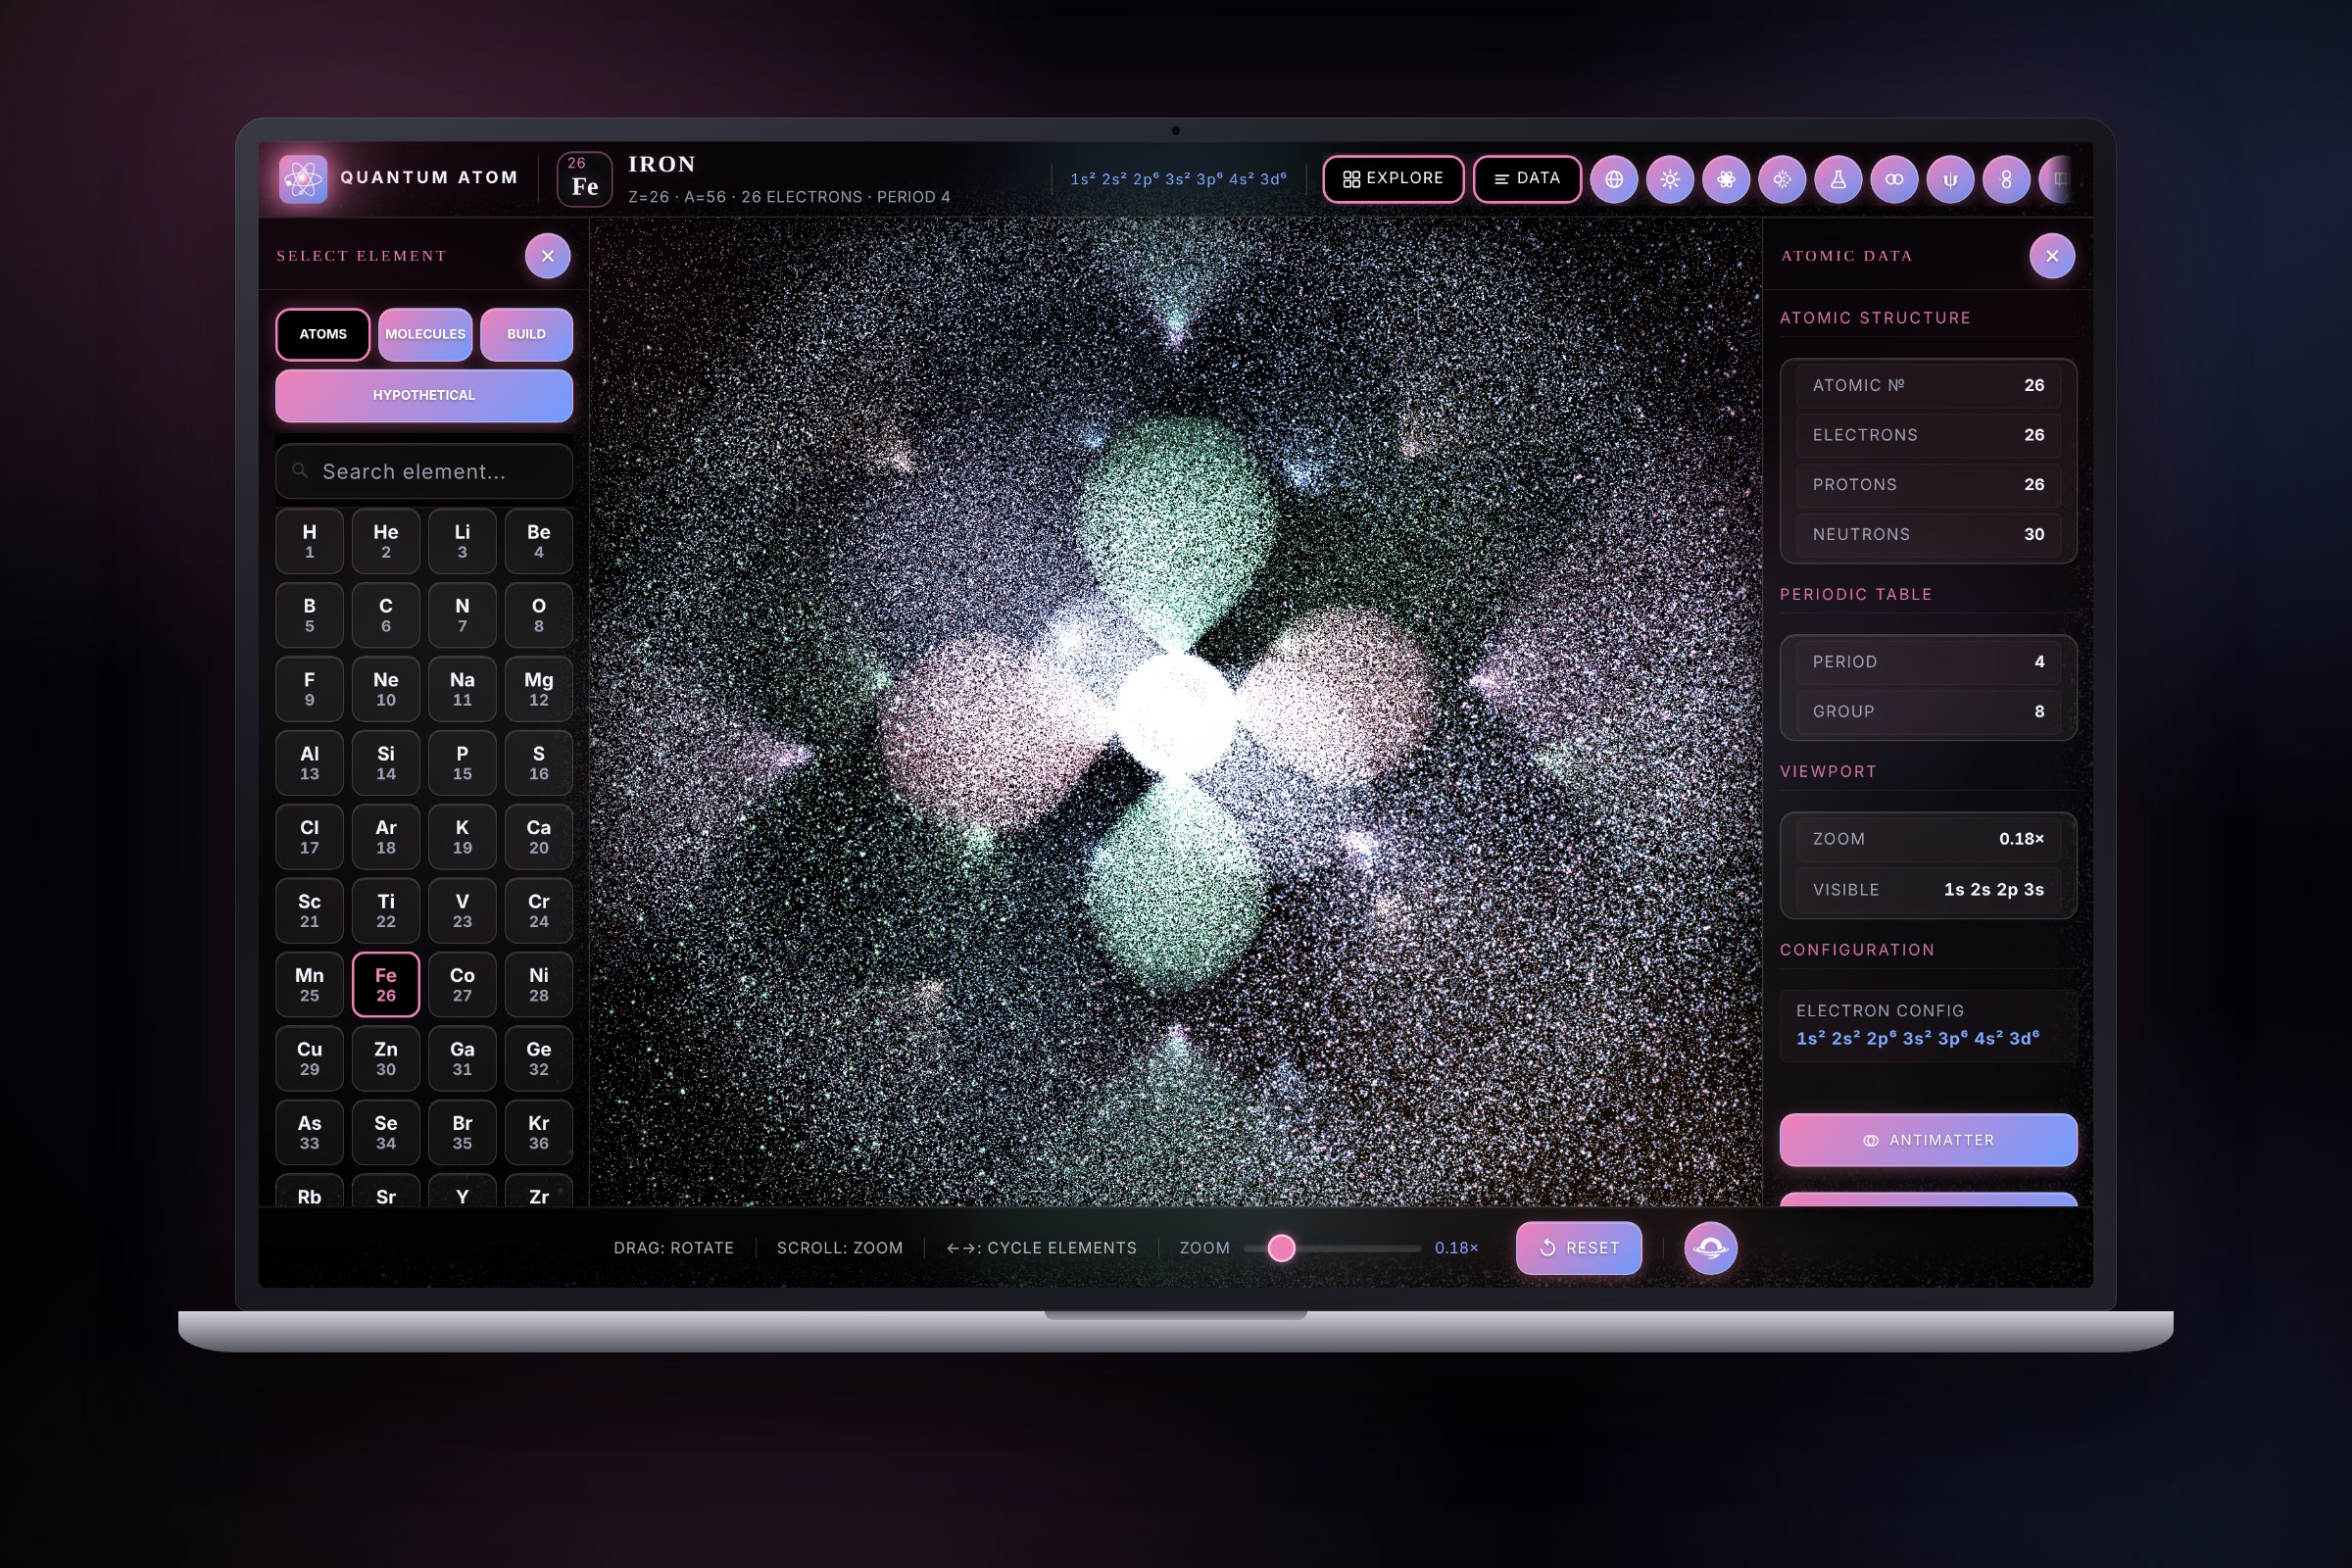 QUANTUM ATOM
26
Fe
IRON
Z=26 · A=56 · 26 ELECTRONS · PERIOD 4
1s² 2s² 2p⁶ 3s² 3p⁶ 4s² 3d⁶
EXPLORE
DATA
ψ
SELECT ELEMENT
ATOMS
MOLECULES
BUILD
HYPOTHETICAL
Search element...
H He Li Be
1 2 3 4
B C N O
5 6 7 8
F Ne Na Mg
9 10 11 12
Al Si P S
13 14 15 16
Cl Ar K Ca
17 18 19 20
Sc Ti V Cr
21 22 23 24
Mn Fe Co Ni
25 26 27 28
Cu Zn Ga Ge
29 30 31 32
As Se Br Kr
33 34 35 36
Rb Sr Y Zr
ATOMIC DATA
ATOMIC STRUCTURE
ATOMIC № 26
ELECTRONS 26
PROTONS 26
NEUTRONS 30
PERIODIC TABLE
PERIOD 4
GROUP 8
VIEWPORT
ZOOM 0.18×
VISIBLE 1s 2s 2p 3s
CONFIGURATION
ELECTRON CONFIG
1s² 2s² 2p⁶ 3s² 3p⁶ 4s² 3d⁶
ANTIMATTER
DRAG: ROTATE
SCROLL: ZOOM
←→: CYCLE ELEMENTS
ZOOM
0.18×
RESET